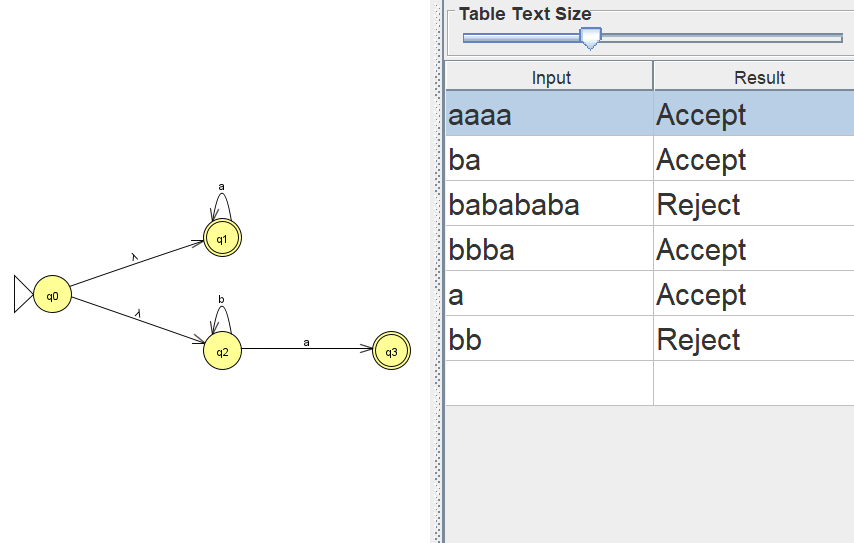 Table Text Size
Input Result
aaaa Accept
ba Accept
babababa Reject
bbba Accept
a Accept
bb Reject
a
q1
λ
q0
b
λ
q2
a
q3